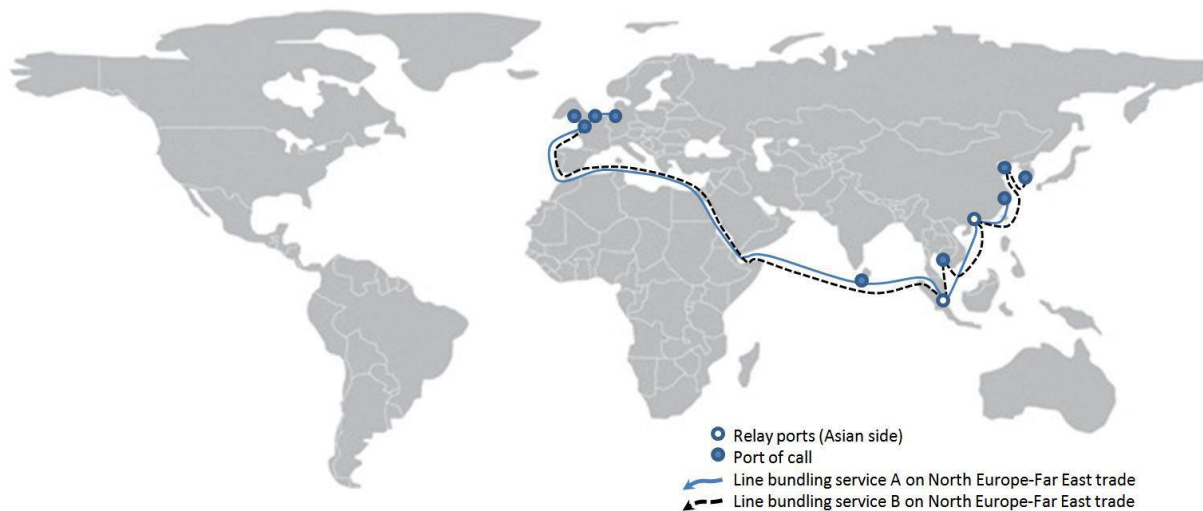 Relay ports (Asian side)
Port of call
Line bundling service A on North Europe-Far East trade
Line bundling service B on North Europe-Far East trade